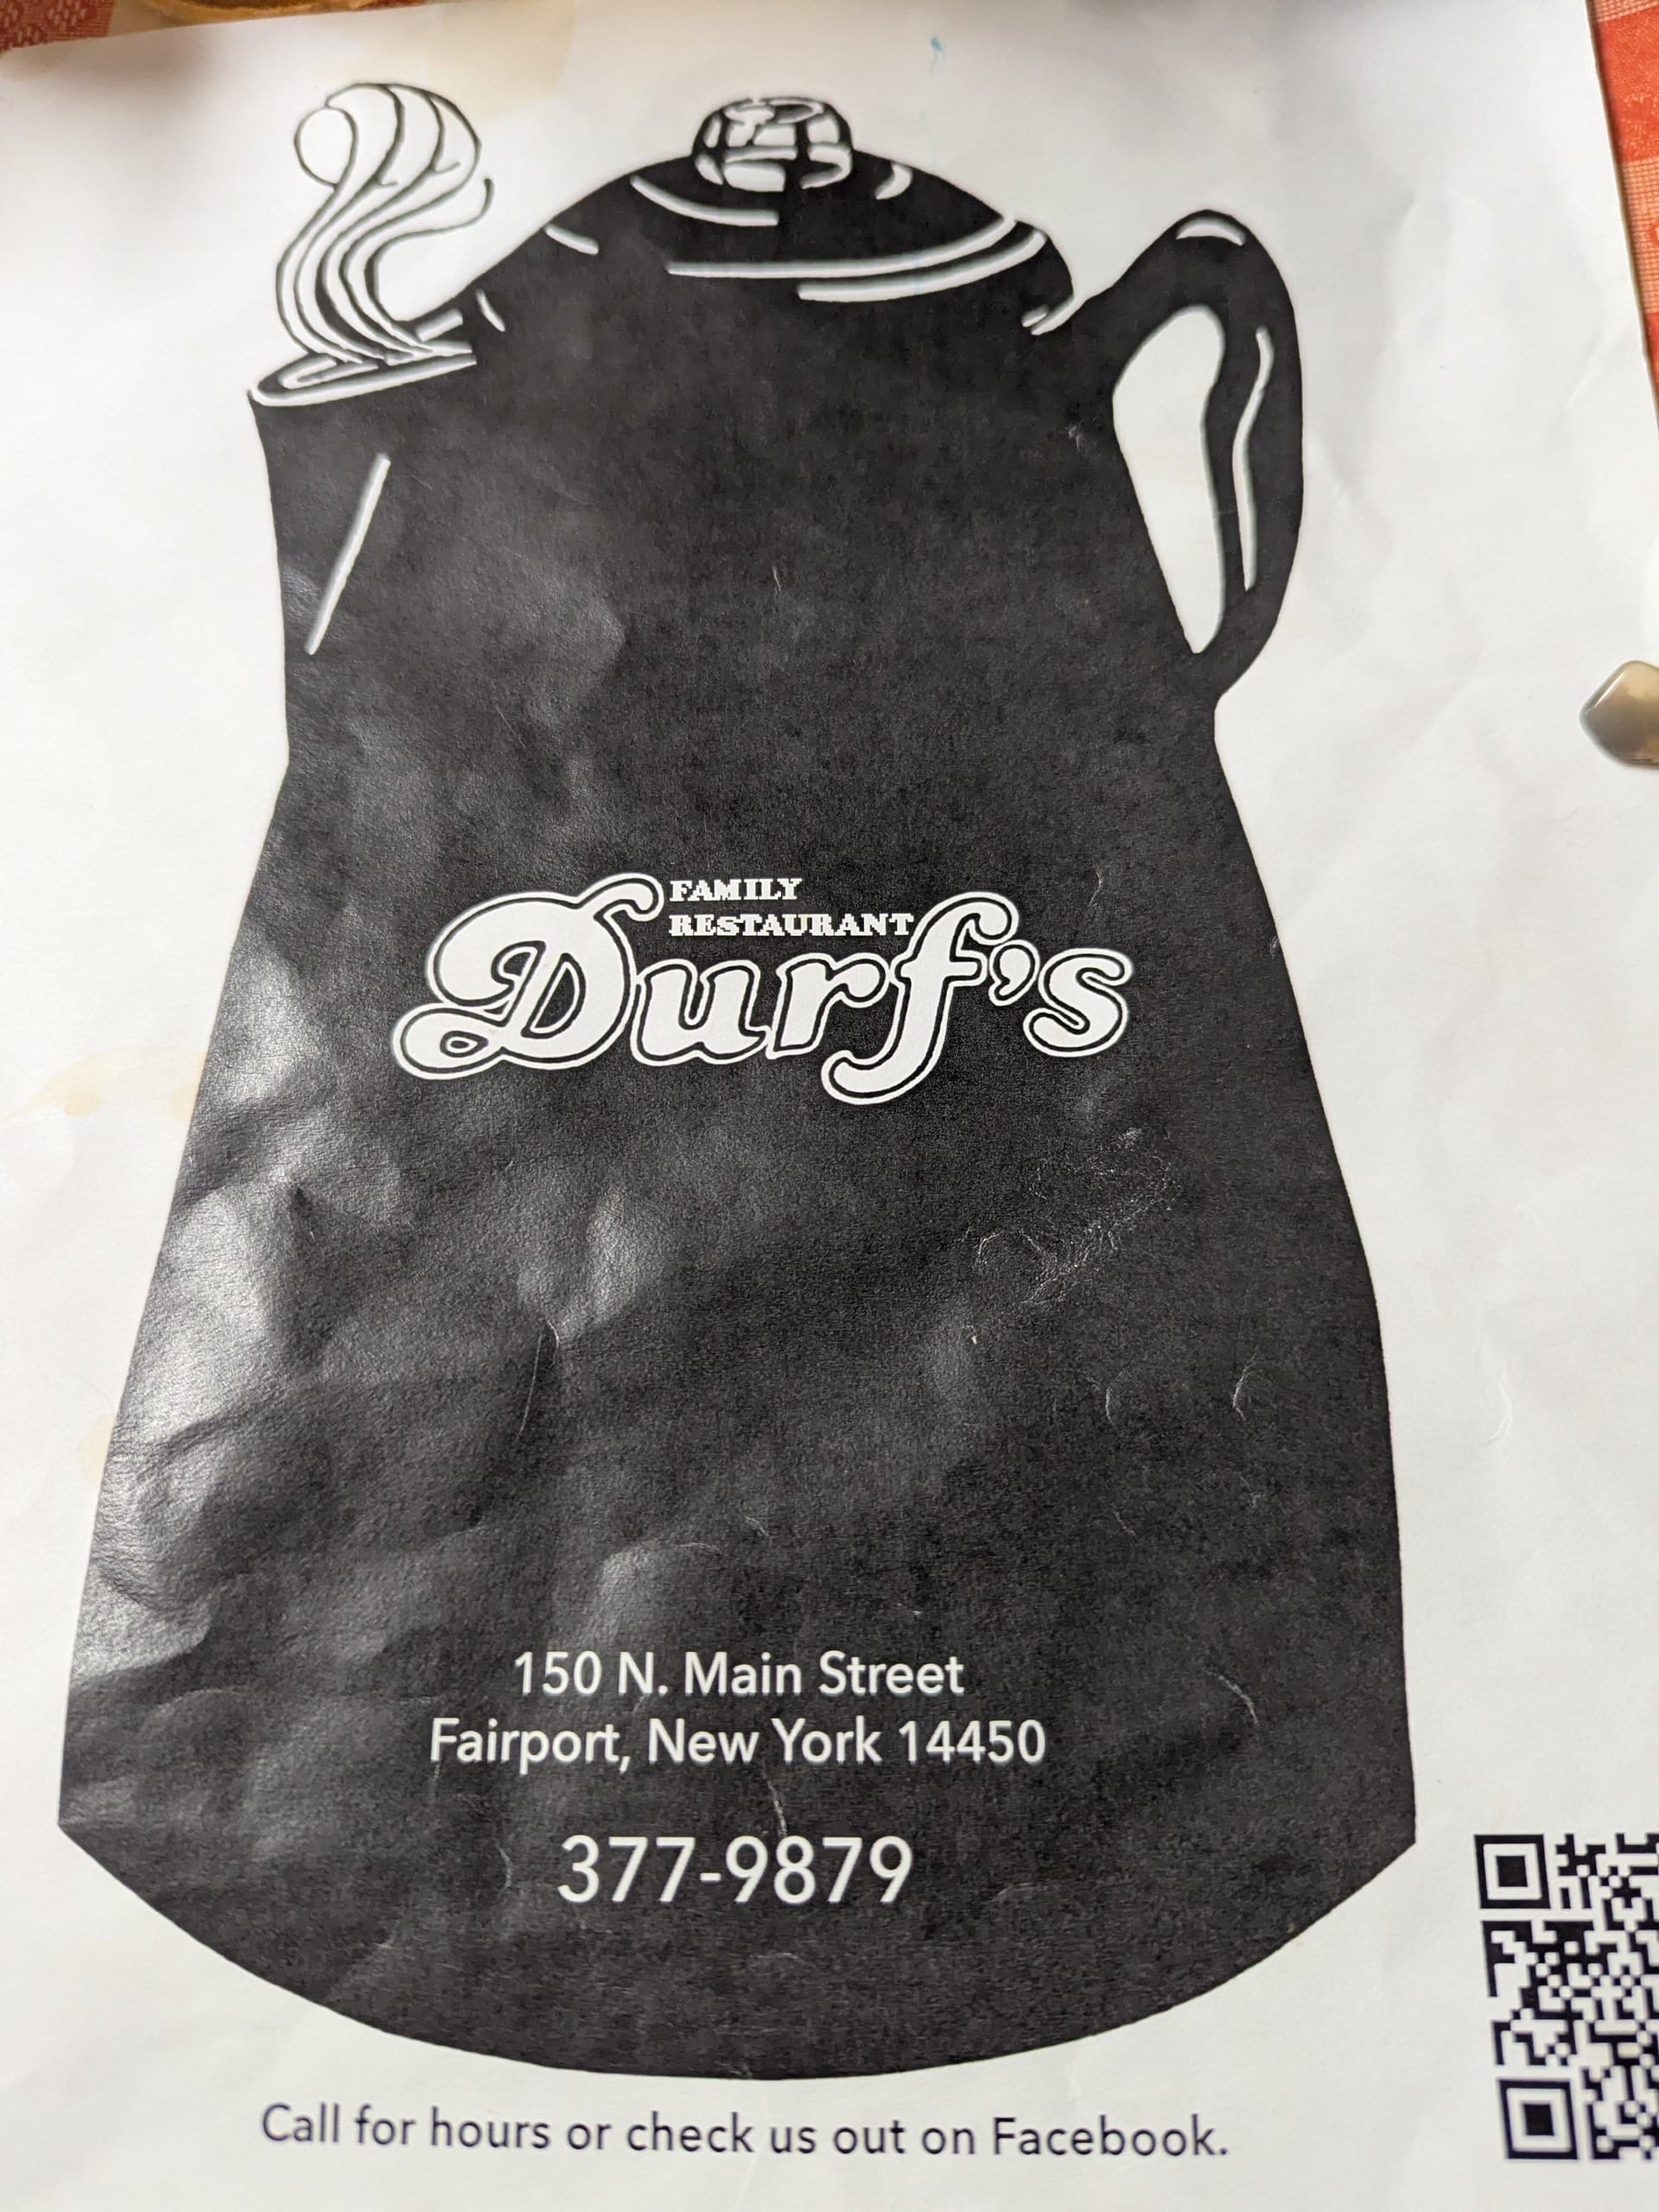 FAMILY
RESTAURANT
Durf's
150 N. Main Street
Fairport, New York 14450
377-9879
Call for hours or check us out on Facebook.